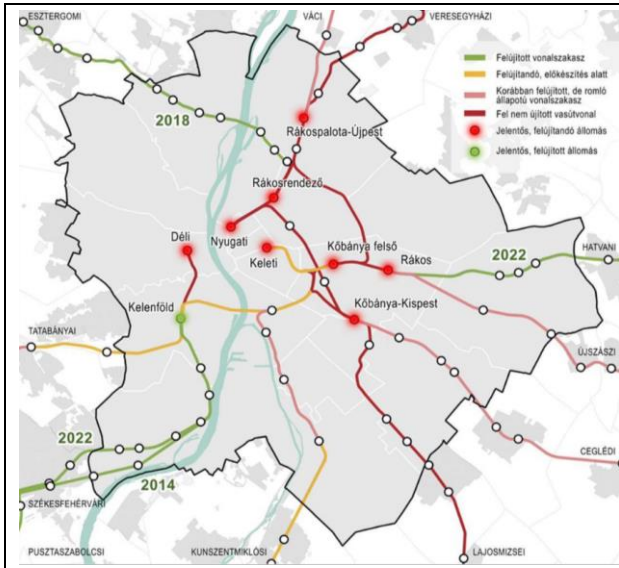 ESZTERGOMI
VÁCI
VERESEGYHÁZI
Felújított vonalszakasz
Felújítandó, előkészítés alatt
Korábban felújított, de romló
állapotú vonalszakasz
Fel nem újított vasútvonal
Jelentős, felújítandó állomás
Jelentős, felújított állomás
2018
Rákospalota-Újpest
Rákosrendező
Déli
Nyugati
Keleti
Kőbánya felső
Rákos
2022
HATVANI
Kelenföld
Kőbánya-Kispest
TATABÁNYAI
ÚJSZÁSZI
2022
CEGLÉDI
2014
SZÉKESFEHÉRVÁRI
PUSZTASZABOLCSI
KUNSZENTMIKLÓSI
LAJOSMIZSEI